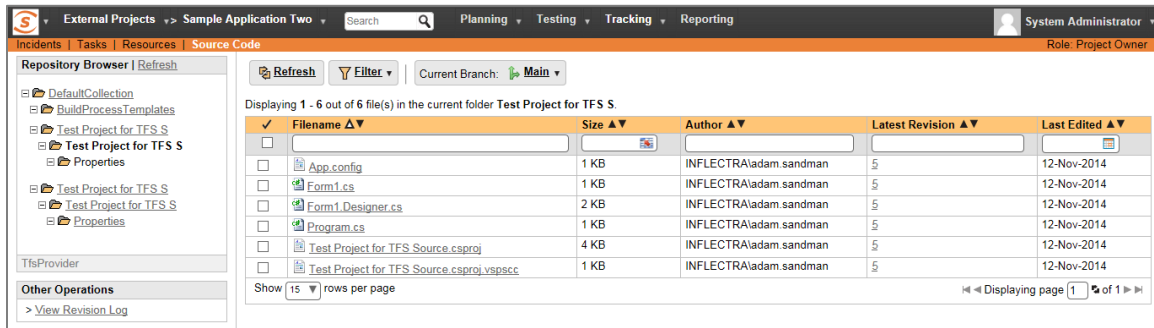 External Projects > Sample Application Two Search Planning Testing Tracking Reporting System Administrator
Incidents | Tasks | Resources | Source Code Role: Project Owner
Repository Browser | Refresh
DefaultCollection
BuildProcessTemplates
Test Project for TFS S
Test Project for TFS S
Properties
Test Project for TFS S
Test Project for TFS S
Properties
TfsProvider
Other Operations
> View Revision Log
Refresh Filter Current Branch: Main
Displaying 1 - 6 out of 6 file(s) in the current folder Test Project for TFS S.
Filename Size Author Latest Revision Last Edited
App.config 1 KB INFLECTRA\adam.sandman 5 12-Nov-2014
Form1.cs 1 KB INFLECTRA\adam.sandman 5 12-Nov-2014
Form1.Designer.cs 2 KB INFLECTRA\adam.sandman 5 12-Nov-2014
Program.cs 1 KB INFLECTRA\adam.sandman 5 12-Nov-2014
Test Project for TFS Source.csproj 4 KB INFLECTRA\adam.sandman 5 12-Nov-2014
Test Project for TFS Source.csproj.vspscc 1 KB INFLECTRA\adam.sandman 5 12-Nov-2014
Show 15 rows per page Displaying page 1 of 1